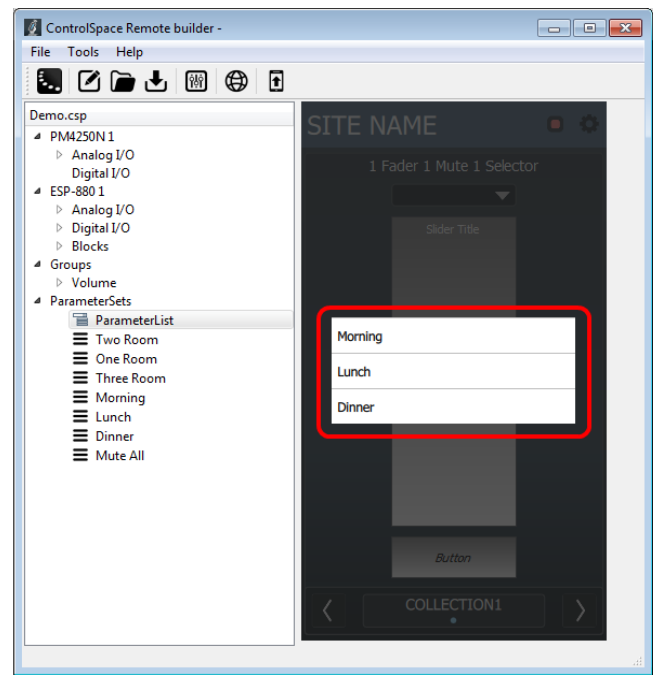 ControlSpace Remote builder -
File Tools Help
Demo.csp
PM4250N 1
Analog I/O
Digital I/O
ESP-880 1
Analog I/O
Digital I/O
Blocks
Groups
Volume
ParameterSets
ParameterList
Two Room
One Room
Three Room
Morning
Lunch
Dinner
Mute All
SITE NAME
1 Fader 1 Mute 1 Selector
Slider Title
Morning
Lunch
Dinner
Button
COLLECTION1